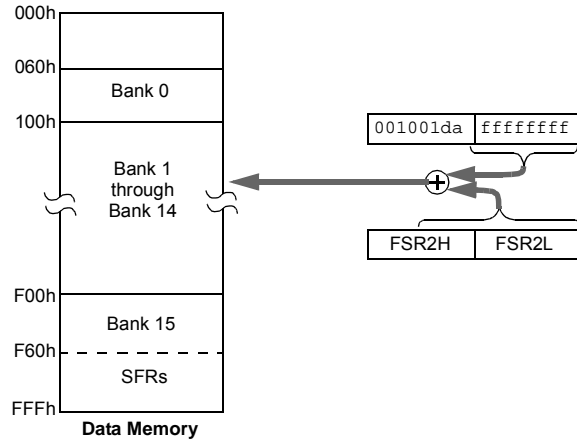 000h
060h
Bank 0
100h
001001da ffffffff
Bank 1
through
Bank 14
+
FSR2H FSR2L
F00h
Bank 15
F60h
SFRs
FFFh
Data Memory